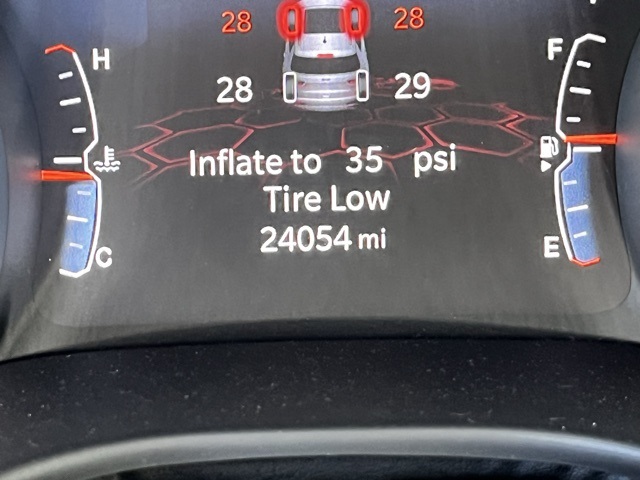 28 28
H F
28 29
Inflate to 35 psi
Tire Low
24054 mi
C E